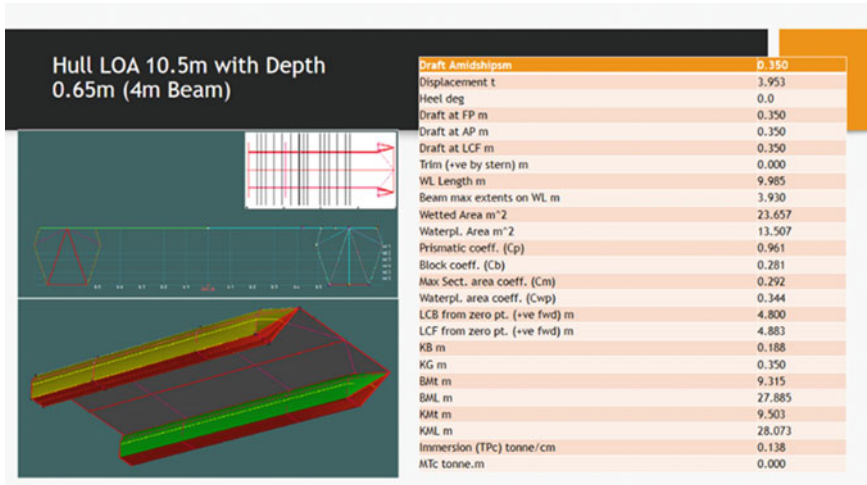 Hull LOA 10.5m with Depth
0.65m (4m Beam)
Draft Amidshipsm 0.350
Displacement t 3.953
Heel deg 0.0
Draft at FP m 0.350
Draft at AP m 0.350
Draft at LCF m 0.350
Trim (+ve by stern) m 0.000
WL Length m 9.985
Beam max extents on WL m 3.930
Wetted Area m^2 23.657
Waterpl. Area m^2 13.507
Prismatic coeff. (Cp) 0.961
Block coeff. (Cb) 0.281
Max Sect. area coeff. (Cm) 0.292
Waterpl. area coeff. (Cwp) 0.344
LCB from zero pt. (+ve fwd) m 4.800
LCF from zero pt. (+ve fwd) m 4.883
KB m 0.188
KG m 0.350
BMt m 9.315
BML m 27.885
KMt m 9.503
KML m 28.073
Immersion (TPc) tonne/cm 0.138
MTc tonne.m 0.000